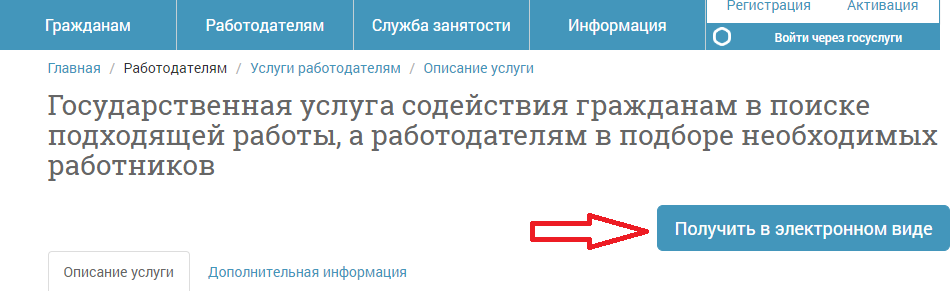 Гражданам Работодателям Служба занятости Информация Регистрация Активация
Войти через госуслуги
Главная / Работодателям / Услуги работодателям / Описание услуги
Государственная услуга содействия гражданам в поиске
подходящей работы, а работодателям в подборе необходимых
работников
Получить в электронном виде
Описание услуги Дополнительная информация